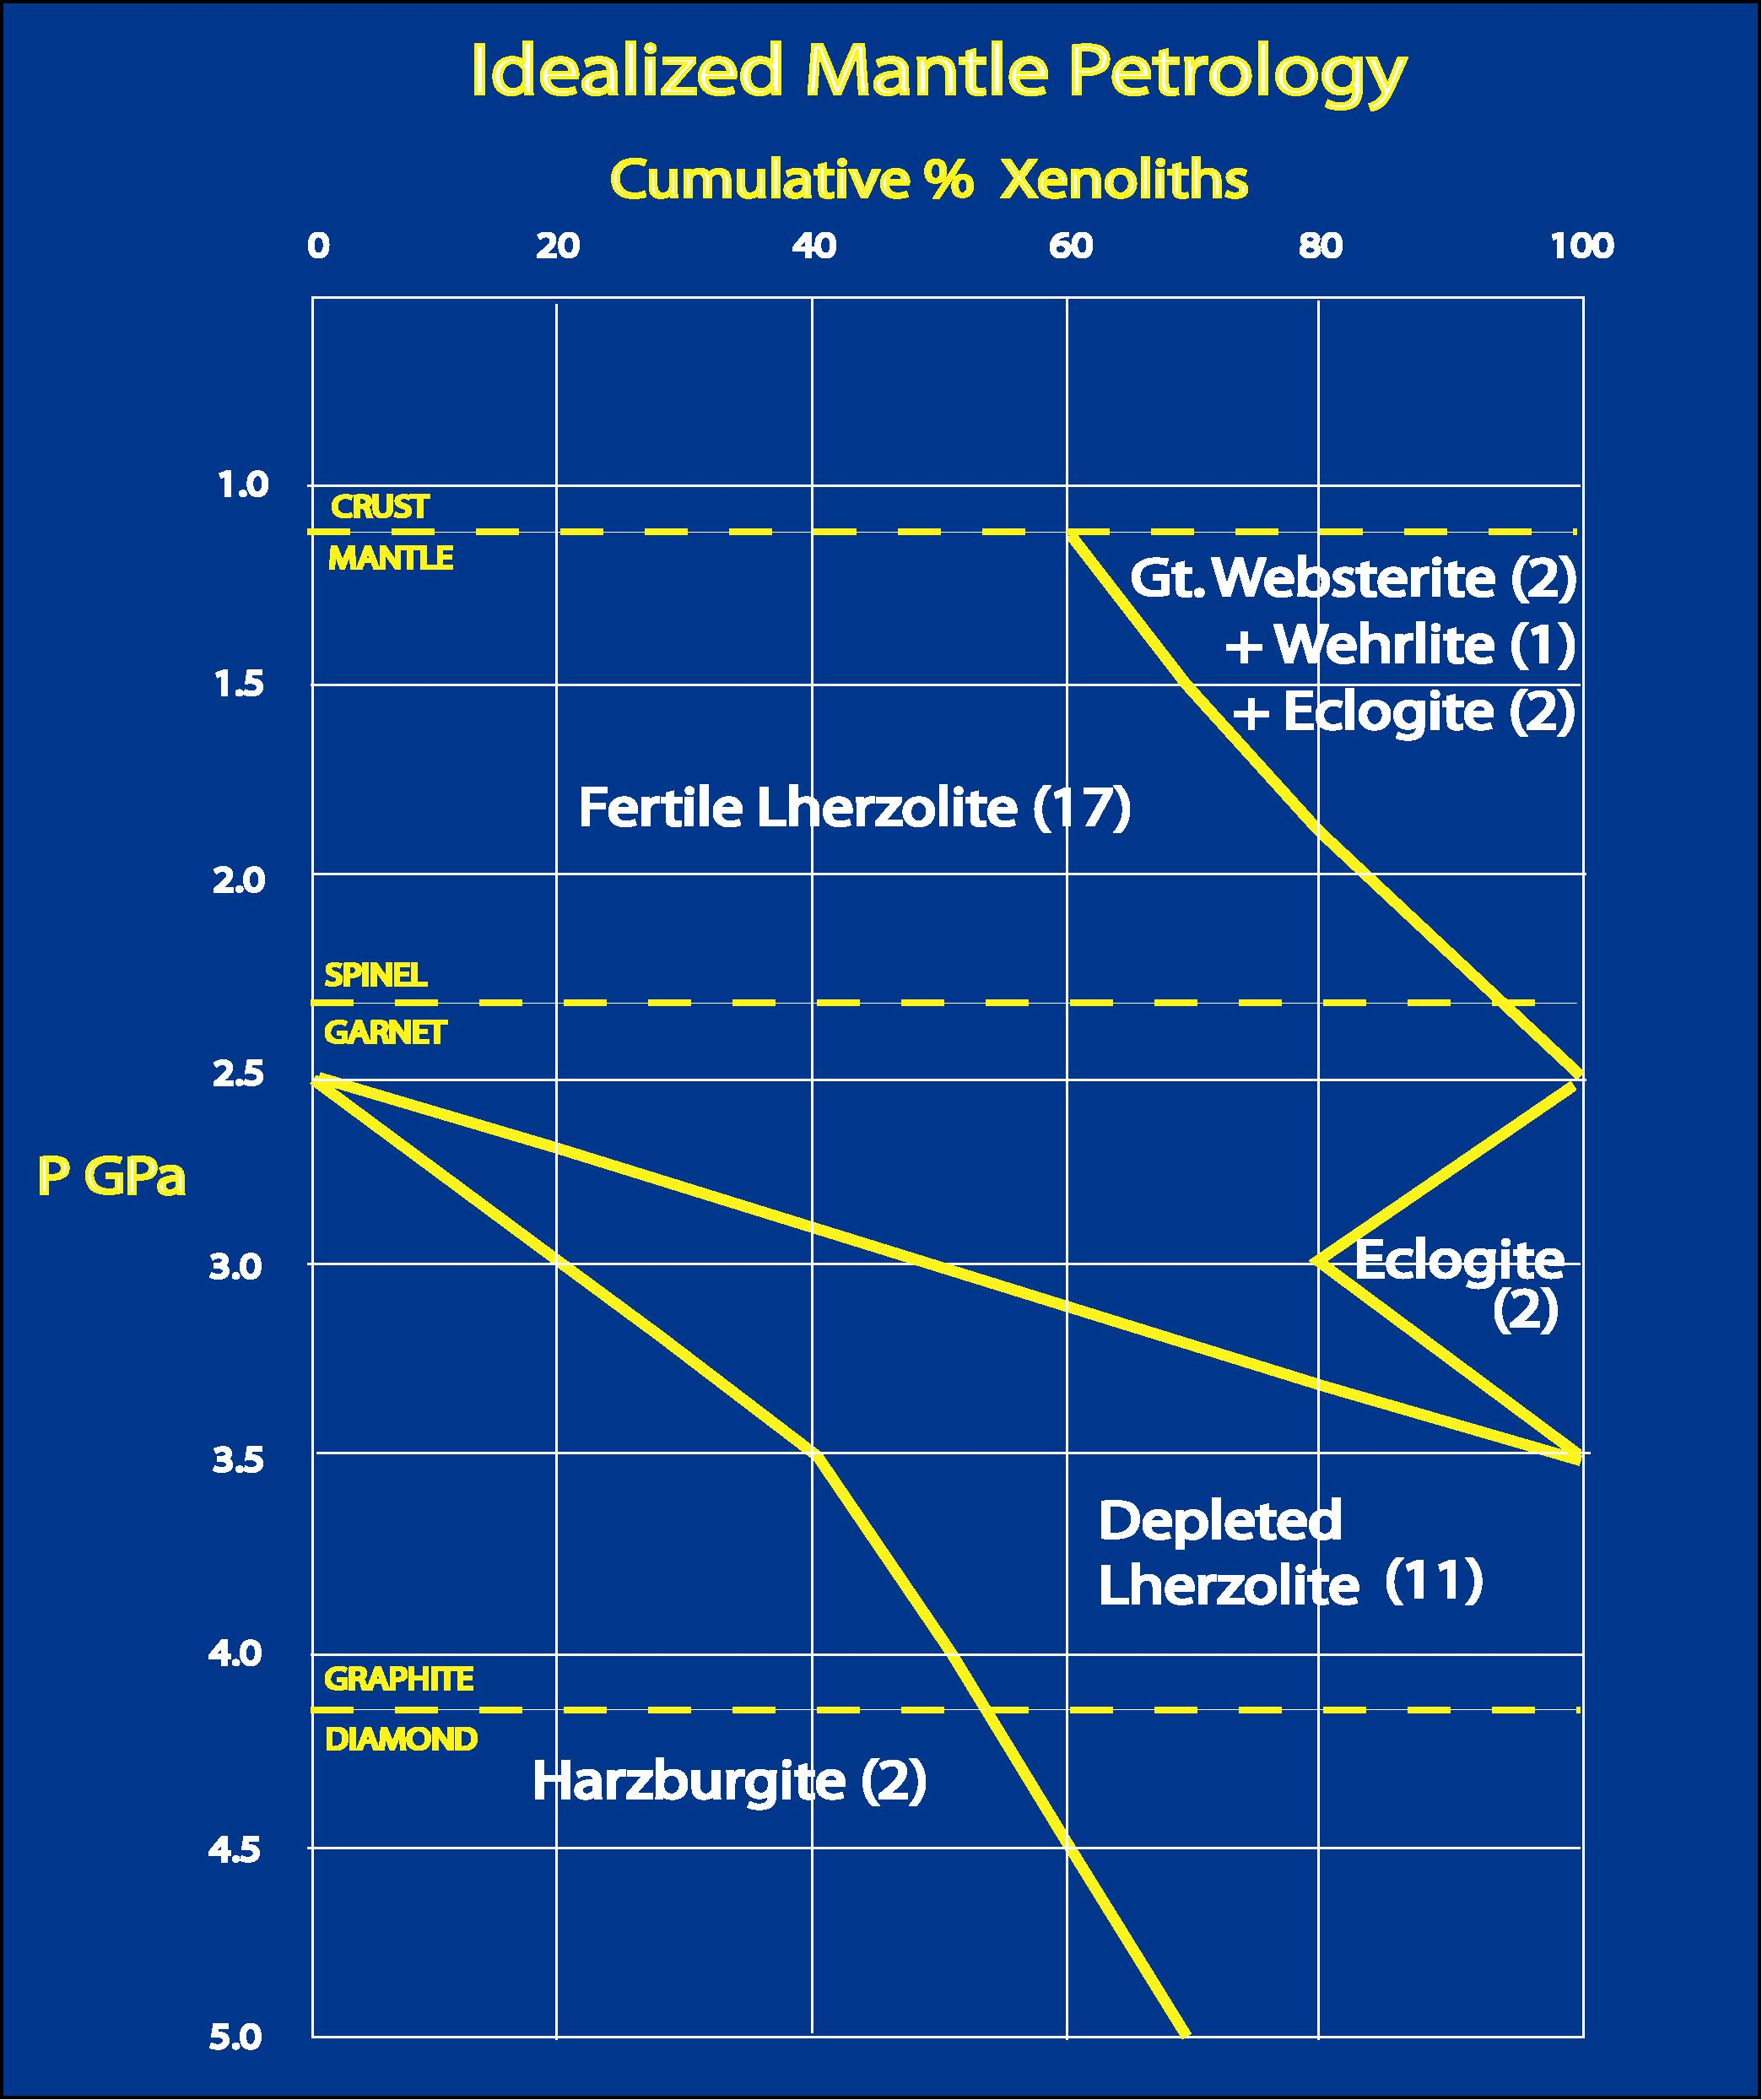 Idealized Mantle Petrology
Cumulative % Xenoliths
0 20 40 60 80 100
1.0
CRUST
MANTLE
Gt. Websterite (2)
+ Wehrlite (1)
1.5
+ Eclogite (2)
Fertile Lherzolite (17)
2.0
SPINEL
GARNET
2.5
P GPa
3.0
Eclogite
(2)
3.5
Depleted
Lherzolite (11)
4.0
GRAPHITE
DIAMOND
Harzburgite (2)
4.5
5.0